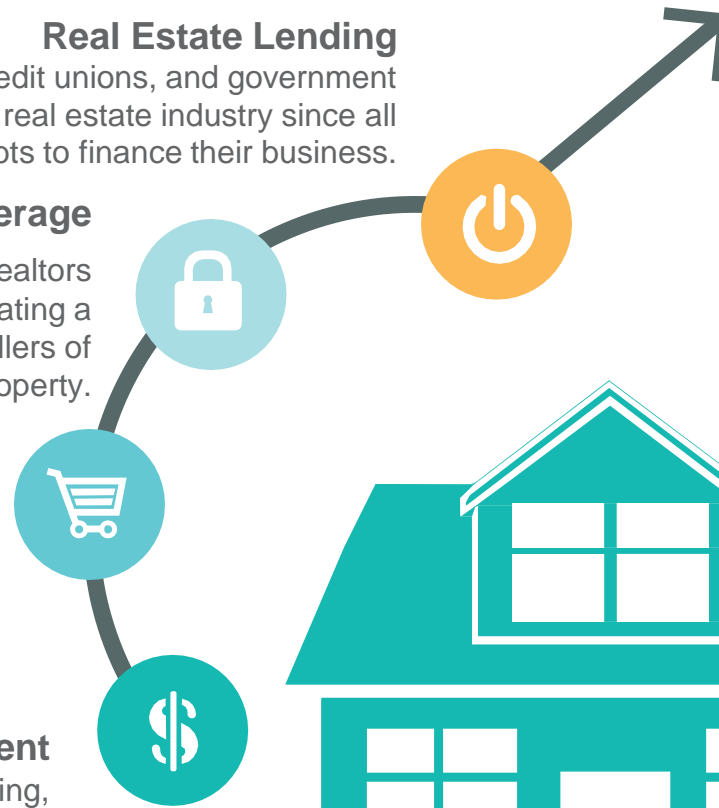 Real Estate Lending
edit unions, and government
real estate industry since all
ots to finance their business.
erage
ealtors
ating a
llers of
operty.
ent
ing,